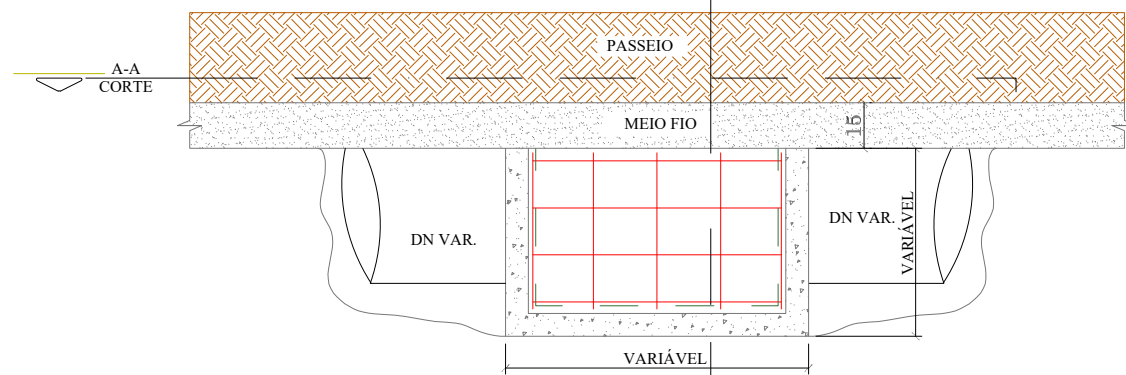 PASSEIO
A-A
CORTE
MEIO FIO
15
DN VAR.
DN VAR.
VARIÁVEL
VARIÁVEL